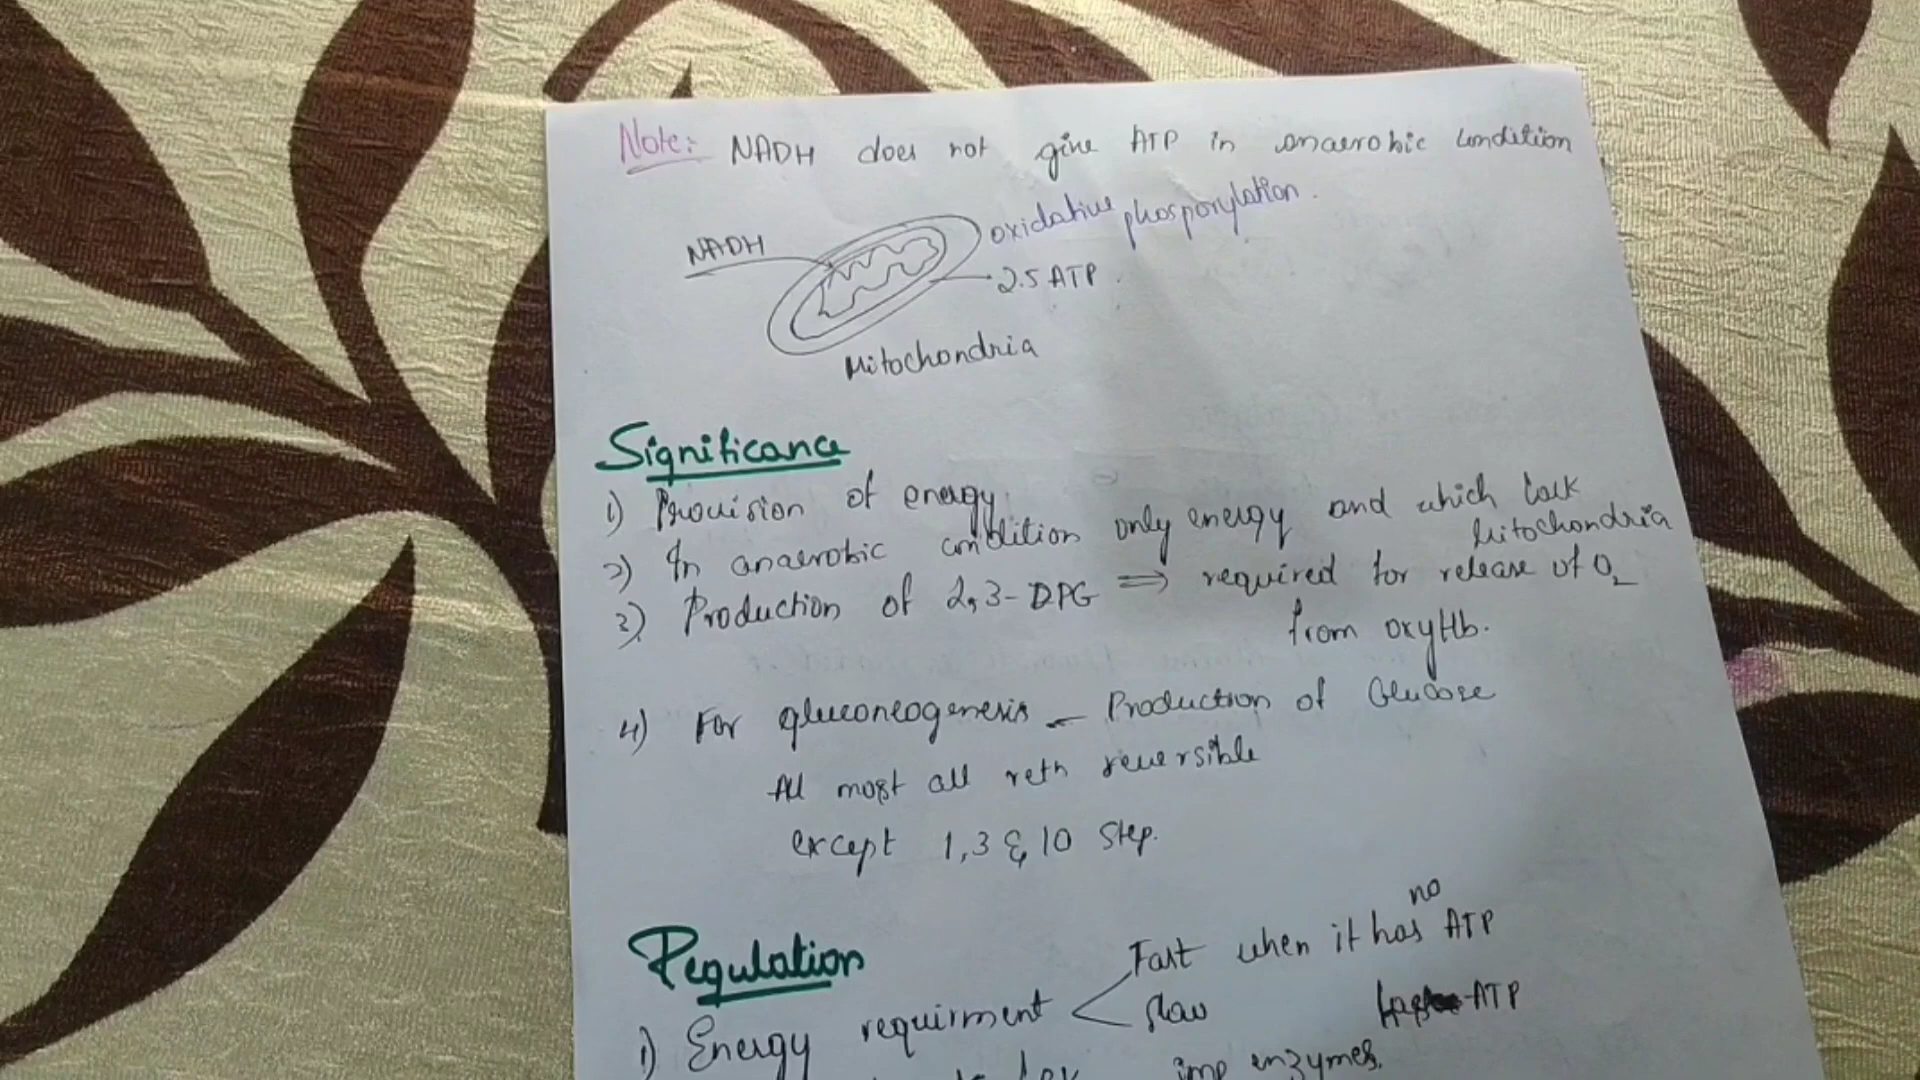 Note: NADH does not give ATP in anaerobic condition
oxidative phosporylation.
NADH
2.5 ATP
Mitochondria
Significance
1) Provision of energy
2) In anaerobic condition only energy and which lack
Mitochondria
3) Production of 2,3-DPG ⇒ required for release of O2
from oxyHb.
4) For gluconeogenesis - Production of Glucose
All most all rctn reversible
except 1,3 & 10 step.
Regulation
no
Fast when it has ATP
1) Energy requirment
slow
ATP
imp enzymes.